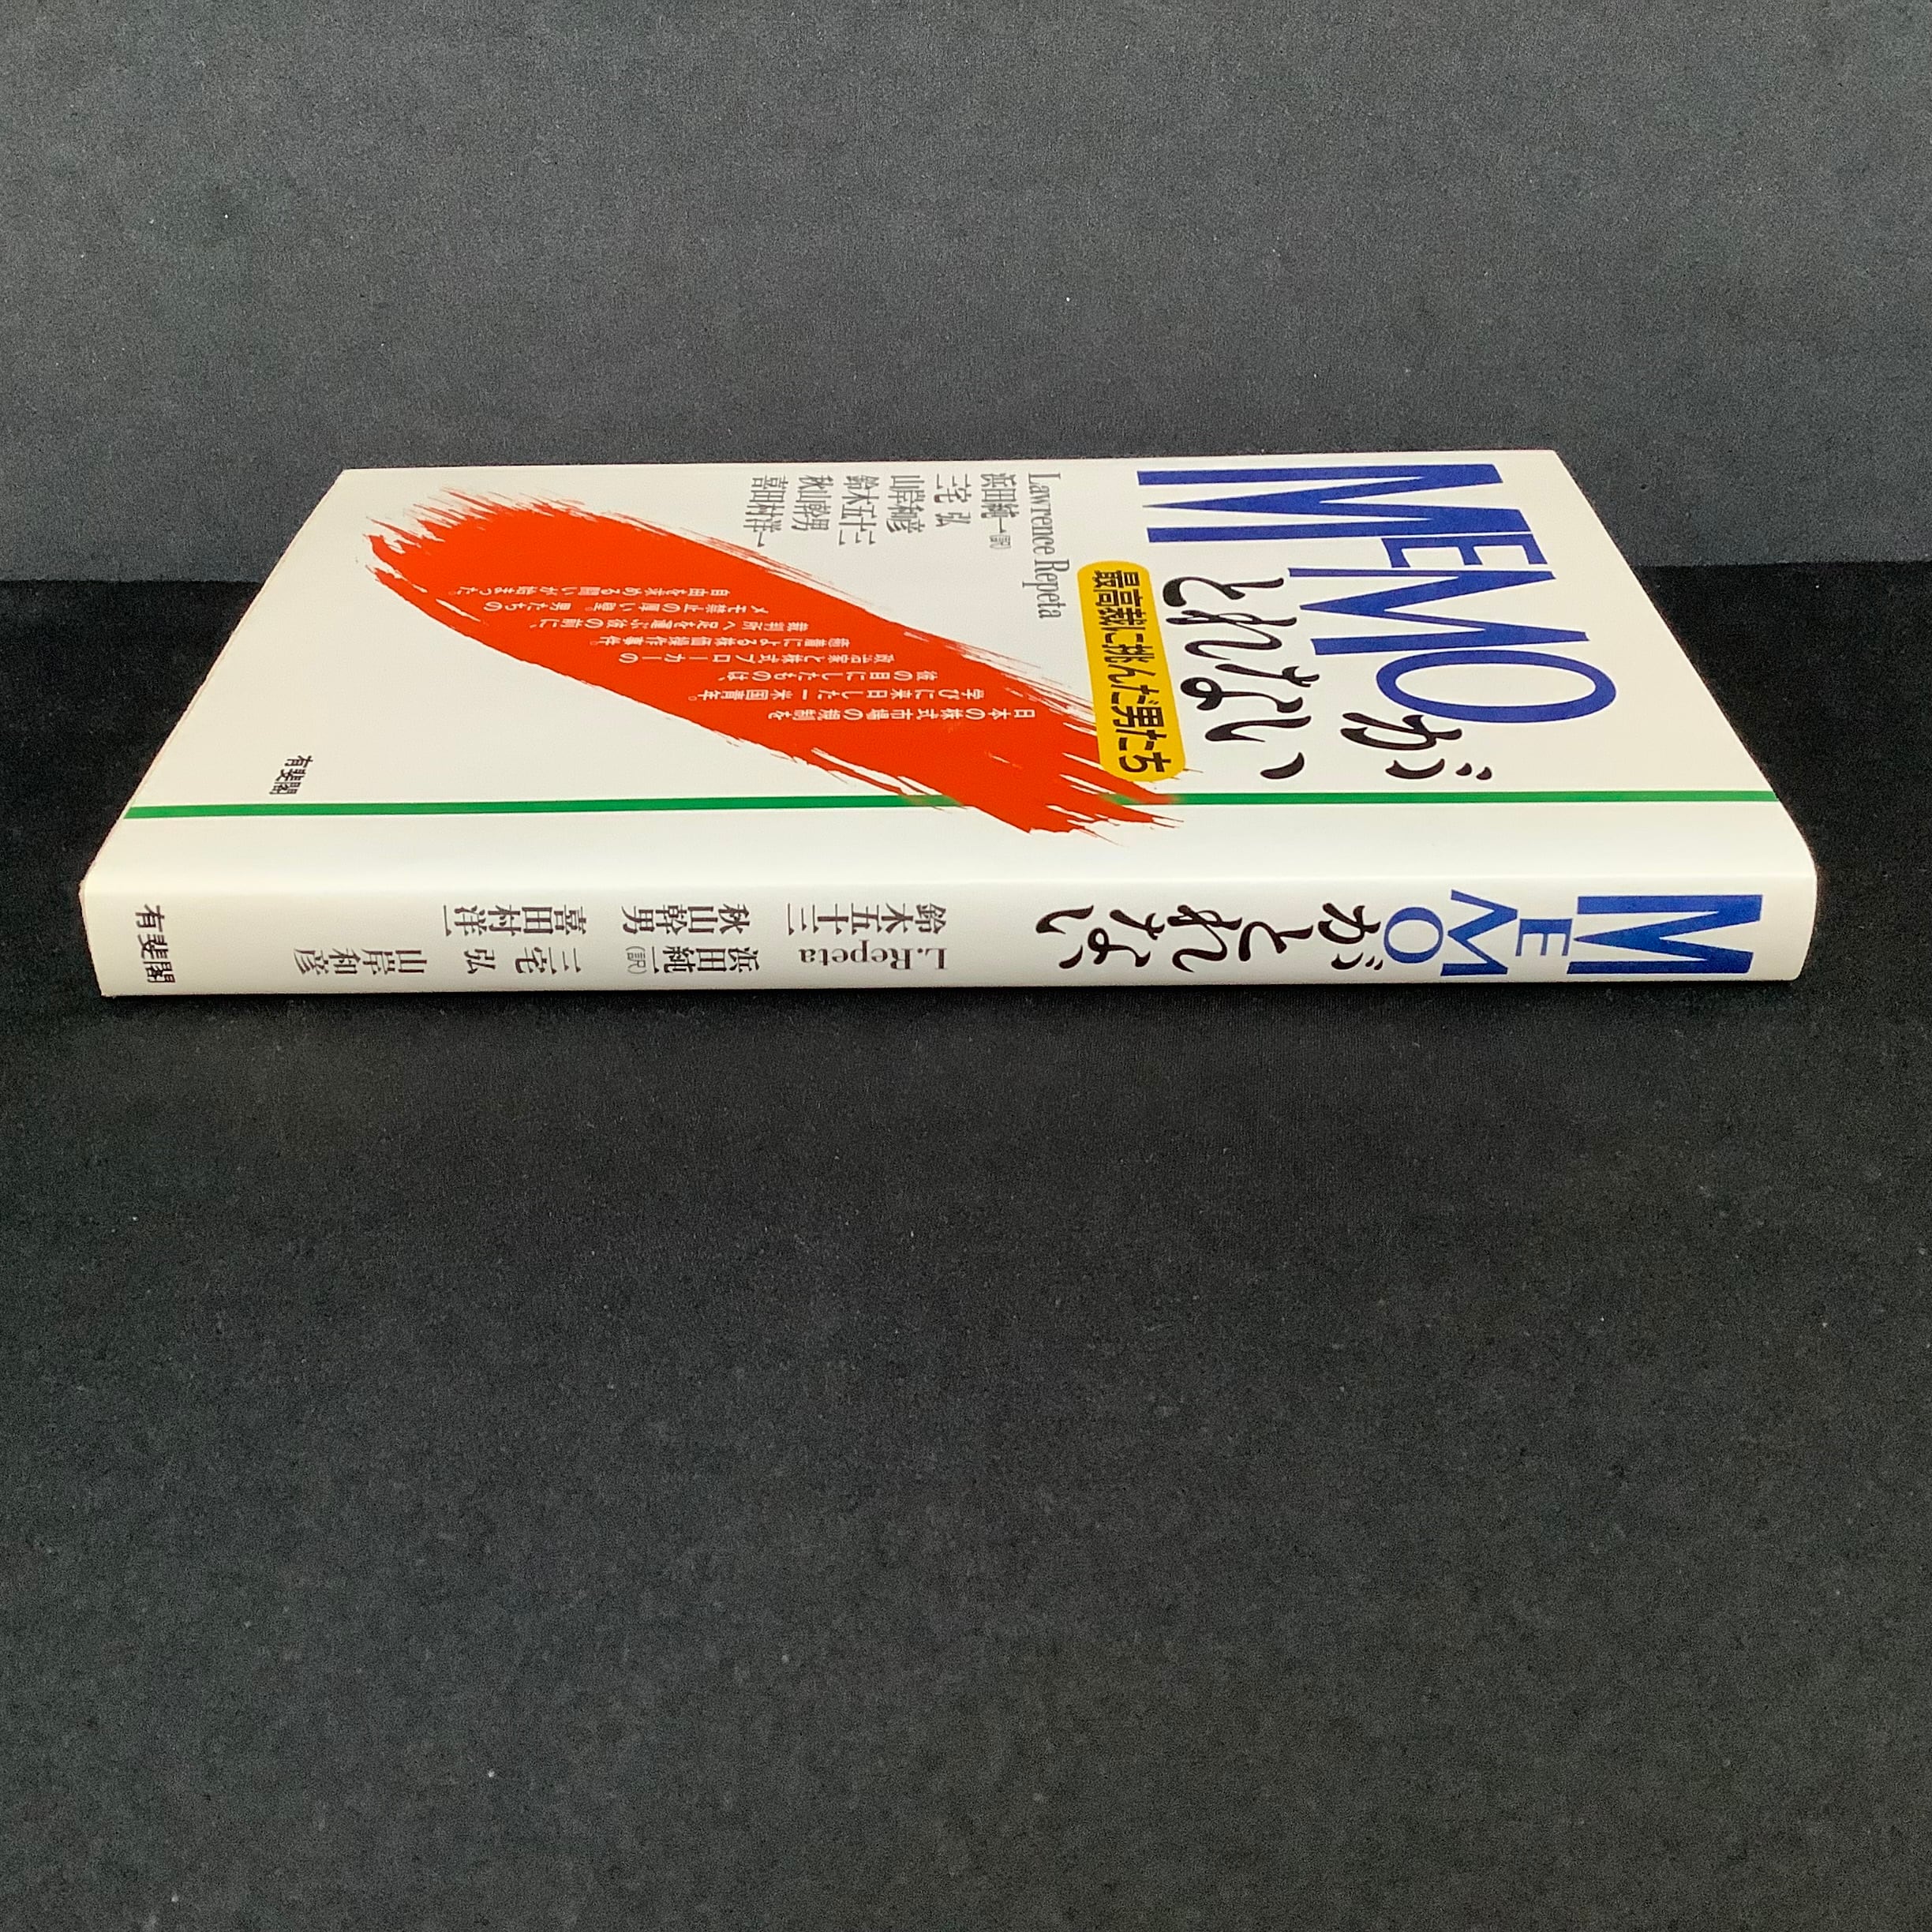 MEMOが
とれない
最高裁に挑んだ男たち
Lawrence Repeta
浜田純一(訳)
三宅 弘
山岸和彦
鈴木五十三
秋山幹男
喜田村洋一
日本の株式市場の規制を
学びに来日した一米国青年。
彼の目にしたものは、
政治家と株式ブローカーの
癒着による株価操作事件。
裁判所へ足を運ぶ彼の前に、
メモ禁止の厚い壁。男たちの
自由を求める闘いが始まった。
有斐閣
MEMOがとれない
L.Repeta 浜田純一(訳) 三宅 弘 山岸和彦
鈴木五十三 秋山幹男 喜田村洋一
有斐閣